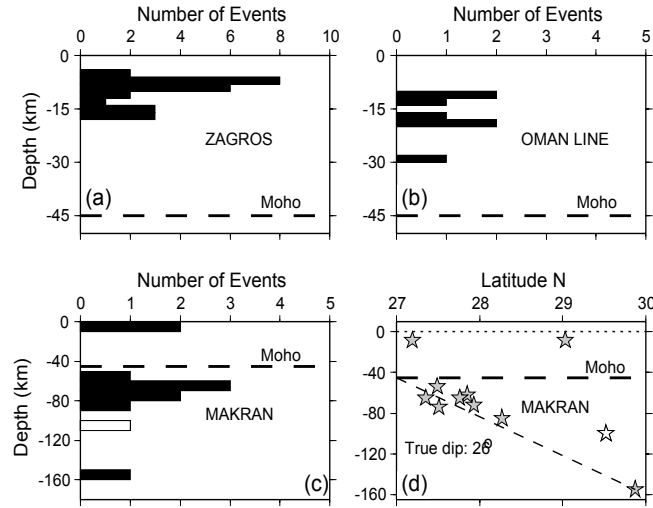 Number of Events
Number of Events
0 2 4 6 8 10
0 1 2 3 4 5
0
-15
-30
-45
Depth (km)
ZAGROS
Moho
(a)
0
-15
-30
-45
OMAN LINE
Moho
(b)
Number of Events
Latitude N
0 1 2 3 4 5
27 28 29 30
0
-40
-80
-120
-160
Depth (km)
Moho
MAKRAN
(c)
0
-40
-80
-120
-160
Moho
MAKRAN
True dip: 26°
(d)